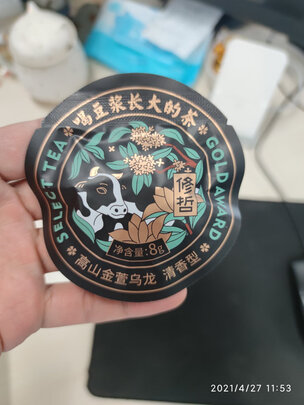 喝豆浆长大的茶
SELECT TEA
GOLD AWARD
修哲
净含量:8g
高山金萱乌龙 清香型
2021/4/27 11:53